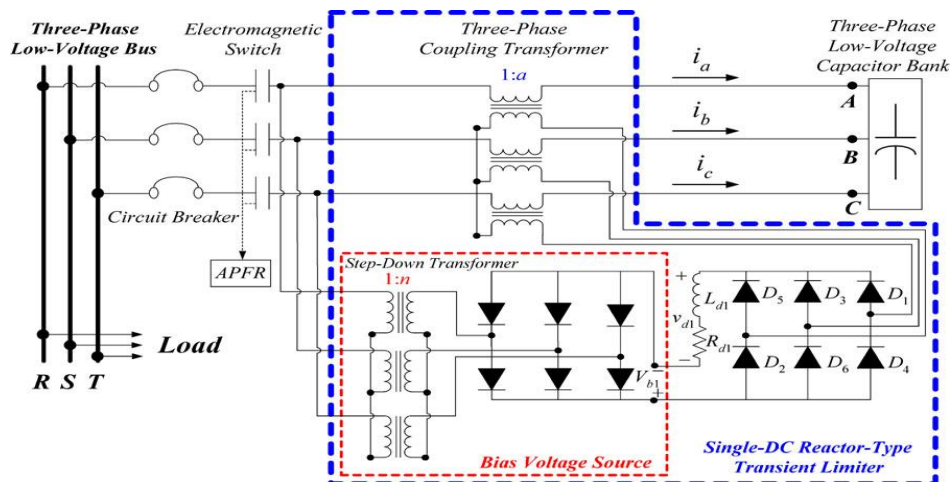 Three-Phase
Low-Voltage Bus
Electromagnetic
Switch
Three-Phase
Coupling Transformer
1:a
Three-Phase
Low-Voltage
Capacitor Bank
i_a
i_b
i_c
A
B
C
Circuit Breaker
APFR
Load
R S T
Step-Down Transformer
1:n
V_b1
- +
Bias Voltage Source
+
v_d1
-
L_d1
R_d1
D_5 D_3 D_1
D_2 D_6 D_4
Single-DC Reactor-Type
Transient Limiter